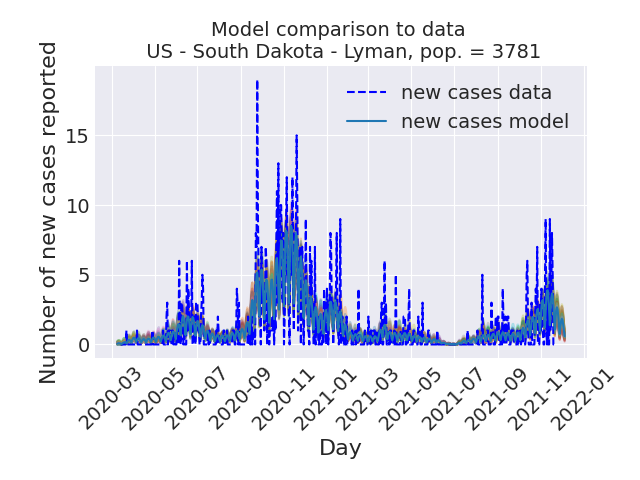 Model comparison to data
US - South Dakota - Lyman, pop. = 3781
new cases data
new cases model
Number of new cases reported
15
10
5
0
2020-03
2020-05
2020-07
2020-09
2020-11
2021-01
2021-03
2021-05
2021-07
2021-09
2021-11
2022-01
Day